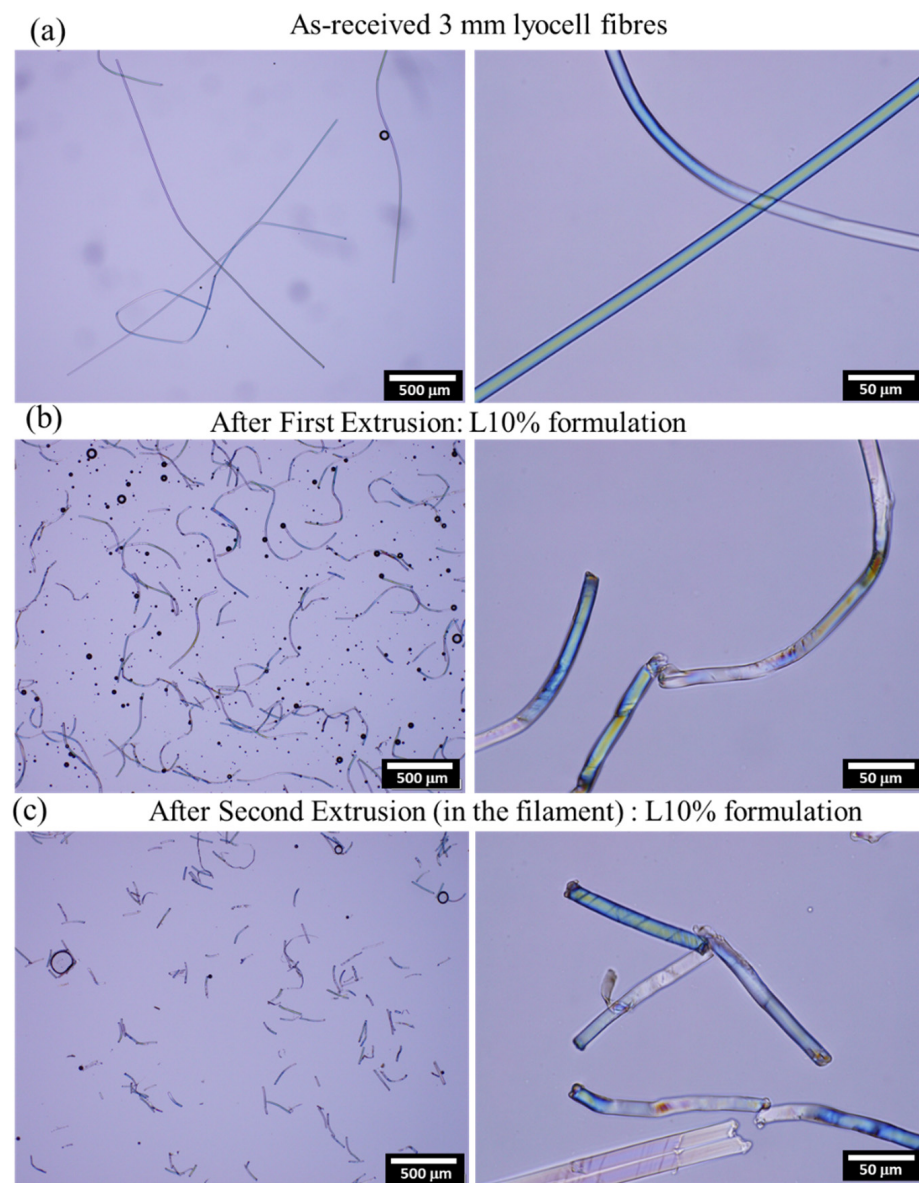 (a) As-received 3 mm lyocell fibres
500 µm
50 µm
(b) After First Extrusion: L10% formulation
500 µm
50 µm
(c) After Second Extrusion (in the filament) : L10% formulation
500 µm
50 µm